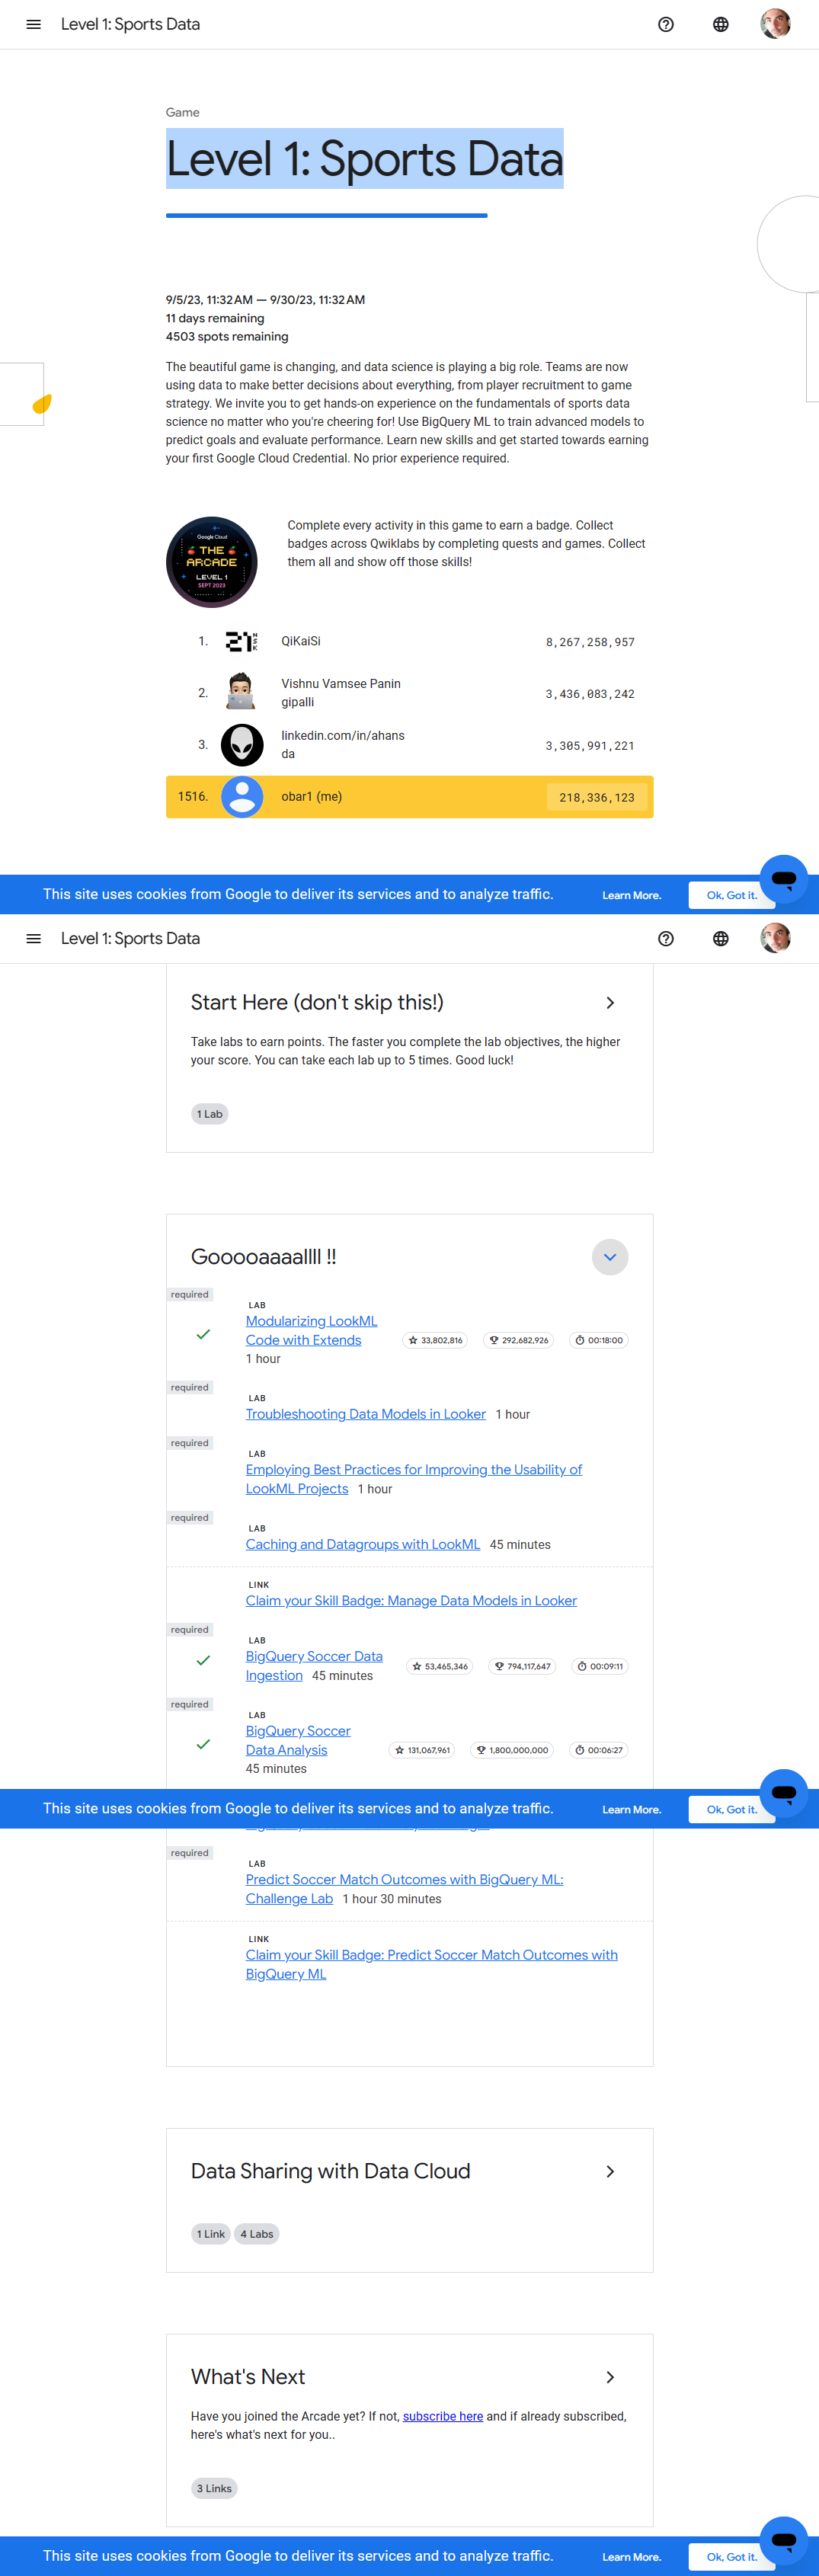 Level 1: Sports Data
Game
Level 1: Sports Data
9/5/23, 11:32 AM — 9/30/23, 11:32 AM
11 days remaining
4503 spots remaining
The beautiful game is changing, and data science is playing a big role. Teams are now
using data to make better decisions about everything, from player recruitment to game
strategy. We invite you to get hands-on experience on the fundamentals of sports data
science no matter who you're cheering for! Use BigQuery ML to train advanced models to
predict goals and evaluate performance. Learn new skills and get started towards earning
your first Google Cloud Credential. No prior experience required.
Google Cloud
THE
ARCADE
LEVEL 1
SEPT 2023
Complete every activity in this game to earn a badge. Collect
badges across Qwiklabs by completing quests and games. Collect
them all and show off those skills!
1. QiKaiSi 8,267,258,957
2. Vishnu Vamsee Panin
gipalli 3,436,083,242
3. linkedin.com/in/ahans
da 3,305,991,221
1516. obar1 (me) 218,336,123
This site uses cookies from Google to deliver its services and to analyze traffic. Learn More. Ok, Got it.
Level 1: Sports Data
Start Here (don't skip this!)
Take labs to earn points. The faster you complete the lab objectives, the higher
your score. You can take each lab up to 5 times. Good luck!
1 Lab
Gooooaaaallll !!
required
LAB
Modularizing LookML
Code with Extends 33,802,816 292,682,926 00:18:00
1 hour
required
LAB
Troubleshooting Data Models in Looker 1 hour
required
LAB
Employing Best Practices for Improving the Usability of
LookML Projects 1 hour
required
LAB
Caching and Datagroups with LookML 45 minutes
LINK
Claim your Skill Badge: Manage Data Models in Looker
required
LAB
BigQuery Soccer Data
Ingestion 45 minutes 53,465,346 794,117,647 00:09:11
required
LAB
BigQuery Soccer
Data Analysis 131,067,961 1,800,000,000 00:06:27
45 minutes
This site uses cookies from Google to deliver its services and to analyze traffic. Learn More. Ok, Got it.
required
LAB
Predict Soccer Match Outcomes with BigQuery ML:
Challenge Lab 1 hour 30 minutes
LINK
Claim your Skill Badge: Predict Soccer Match Outcomes with
BigQuery ML
Data Sharing with Data Cloud
1 Link 4 Labs
What's Next
Have you joined the Arcade yet? If not, subscribe here and if already subscribed,
here's what's next for you..
3 Links
This site uses cookies from Google to deliver its services and to analyze traffic. Learn More. Ok, Got it.